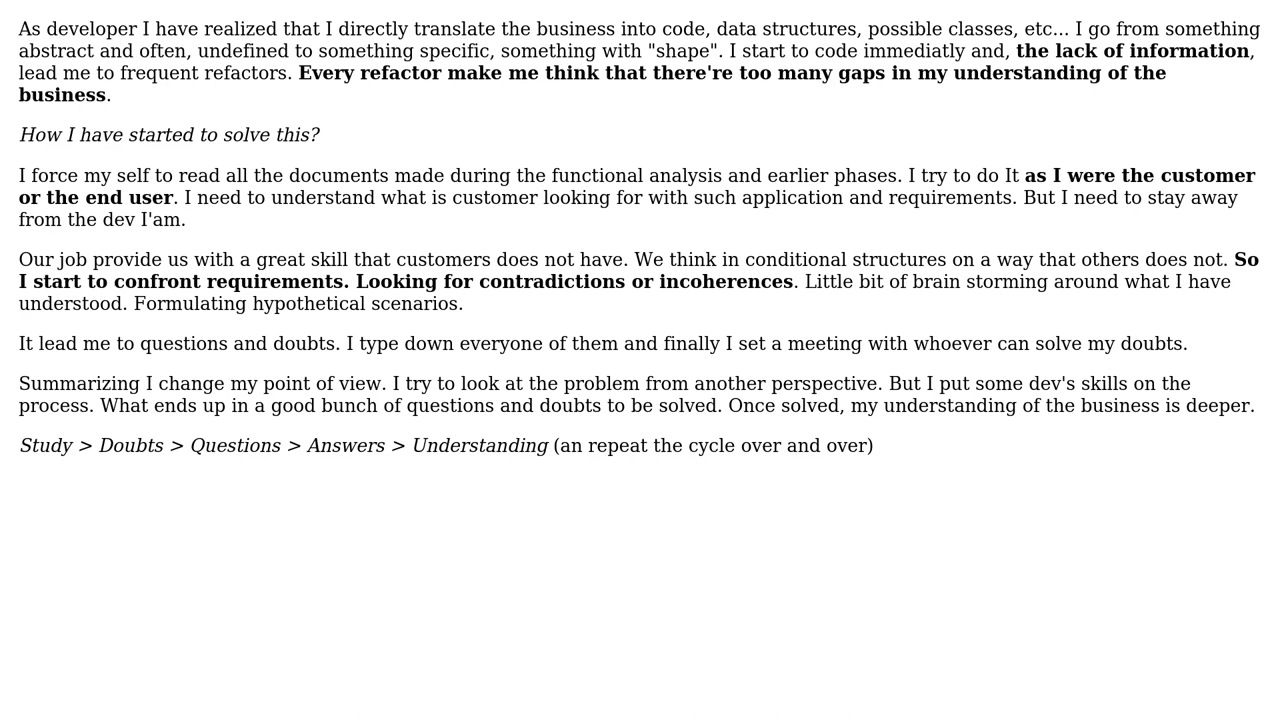 As developer I have realized that I directly translate the business into code, data structures, possible classes, etc... I go from something
abstract and often, undefined to something specific, something with "shape". I start to code immediatly and, the lack of information,
lead me to frequent refactors. Every refactor make me think that there're too many gaps in my understanding of the
business.
How I have started to solve this?
I force my self to read all the documents made during the functional analysis and earlier phases. I try to do It as I were the customer
or the end user. I need to understand what is customer looking for with such application and requirements. But I need to stay away
from the dev I'am.
Our job provide us with a great skill that customers does not have. We think in conditional structures on a way that others does not. So
I start to confront requirements. Looking for contradictions or incoherences. Little bit of brain storming around what I have
understood. Formulating hypothetical scenarios.
It lead me to questions and doubts. I type down everyone of them and finally I set a meeting with whoever can solve my doubts.
Summarizing I change my point of view. I try to look at the problem from another perspective. But I put some dev's skills on the
process. What ends up in a good bunch of questions and doubts to be solved. Once solved, my understanding of the business is deeper.
Study > Doubts > Questions > Answers > Understanding (an repeat the cycle over and over)